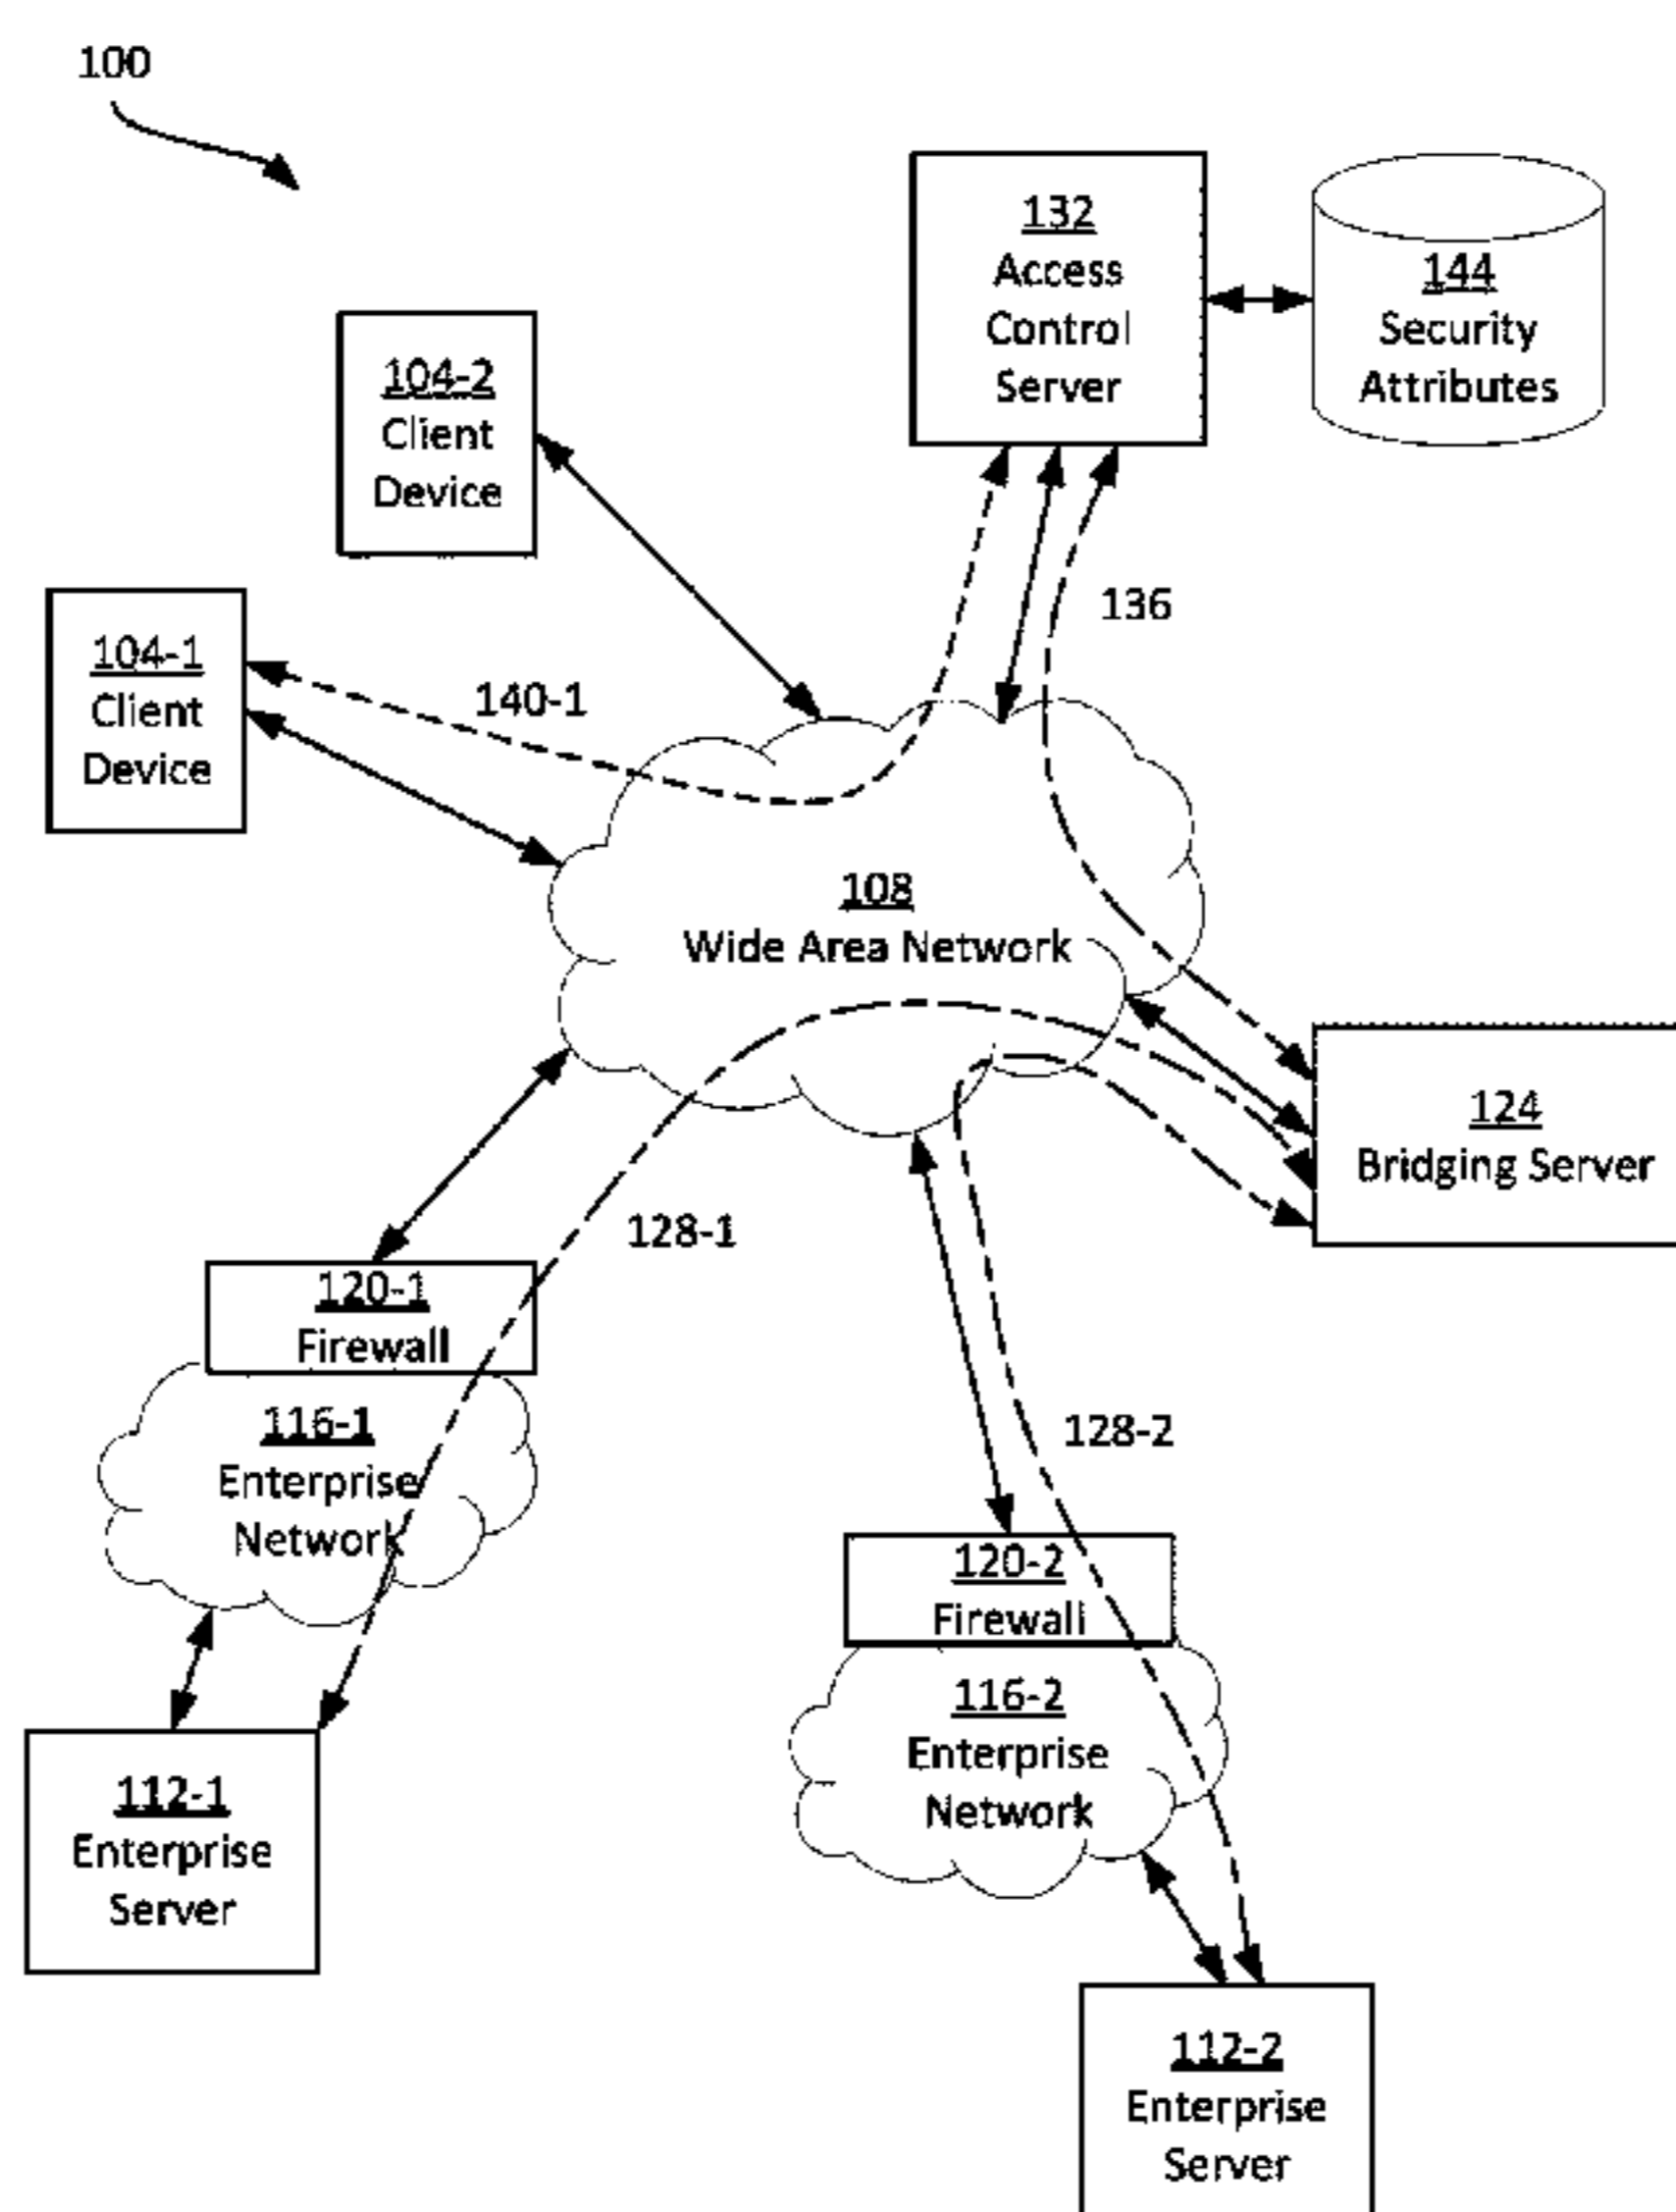 100
132
Access
Control
Server
144
Security
Attributes
104-2
Client
Device
136
104-1
Client
Device
140-1
108
Wide Area Network
124
Bridging Server
128-1
120-1
Firewall
116-1
Enterprise
Network
128-2
120-2
Firewall
116-2
Enterprise
Network
112-1
Enterprise
Server
112-2
Enterprise
Server